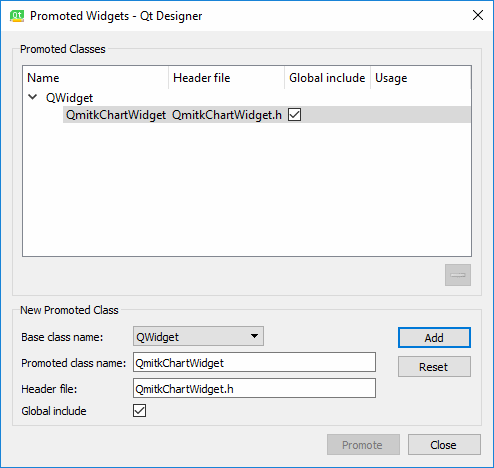 Promoted Widgets - Qt Designer
Promoted Classes
Name Header file Global include Usage
QWidget
QmitkChartWidget QmitkChartWidget.h
New Promoted Class
Base class name: QWidget Add
Promoted class name: QmitkChartWidget Reset
Header file: QmitkChartWidget.h
Global include
Promote Close